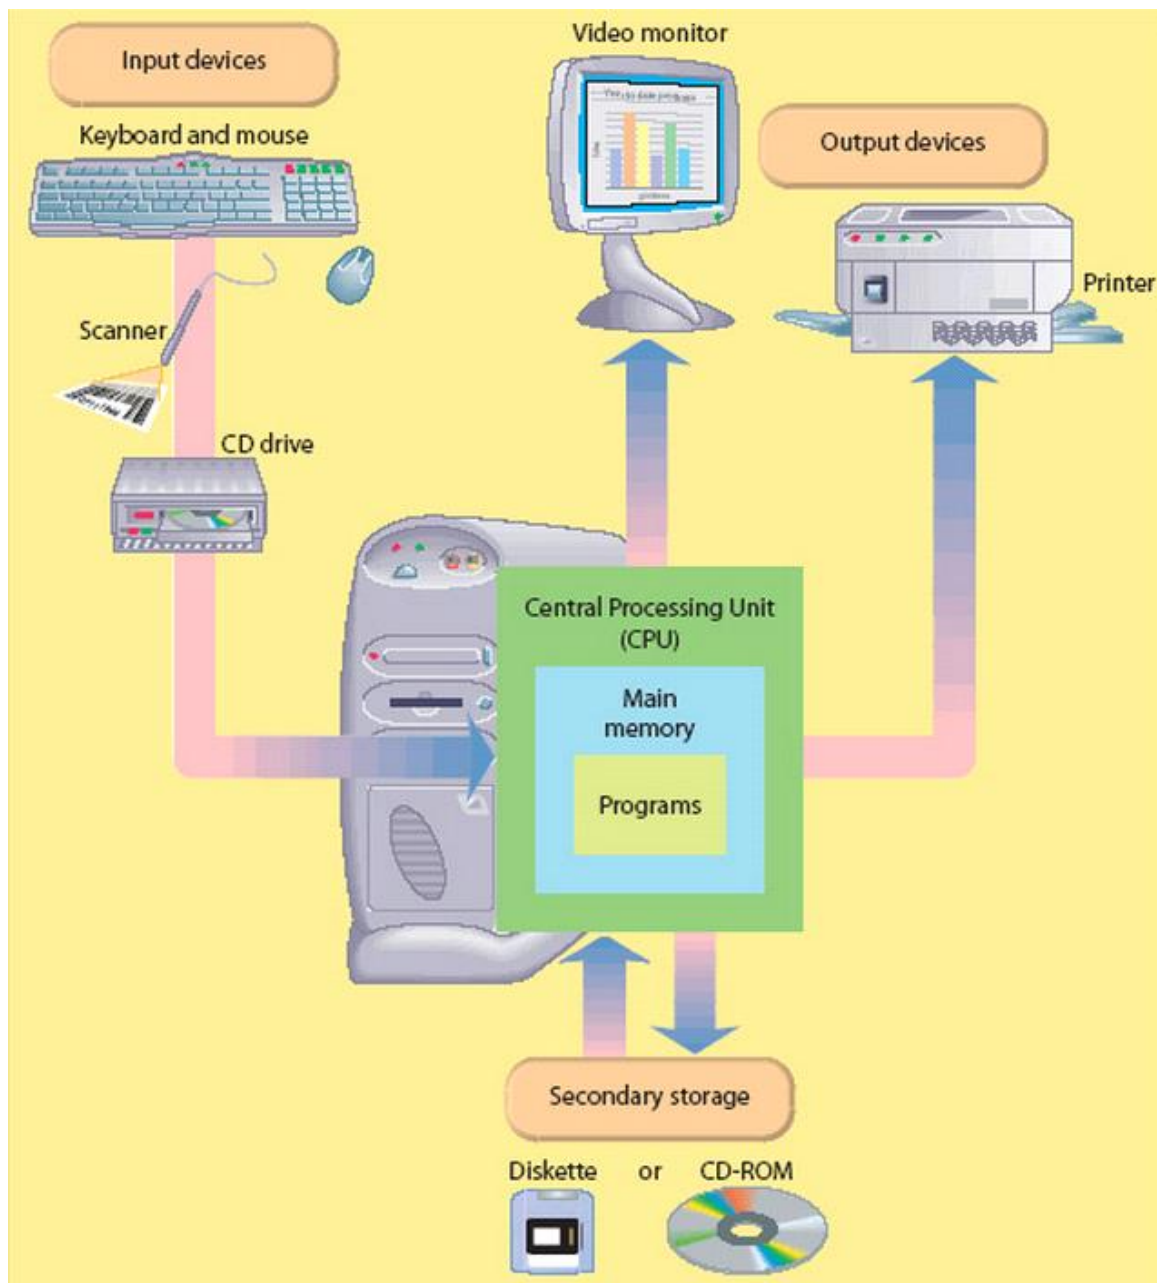 Input devices
Keyboard and mouse
Scanner
CD drive
Video monitor
Output devices
Printer
Central Processing Unit
(CPU)
Main
memory
Programs
Secondary storage
Diskette or CD-ROM